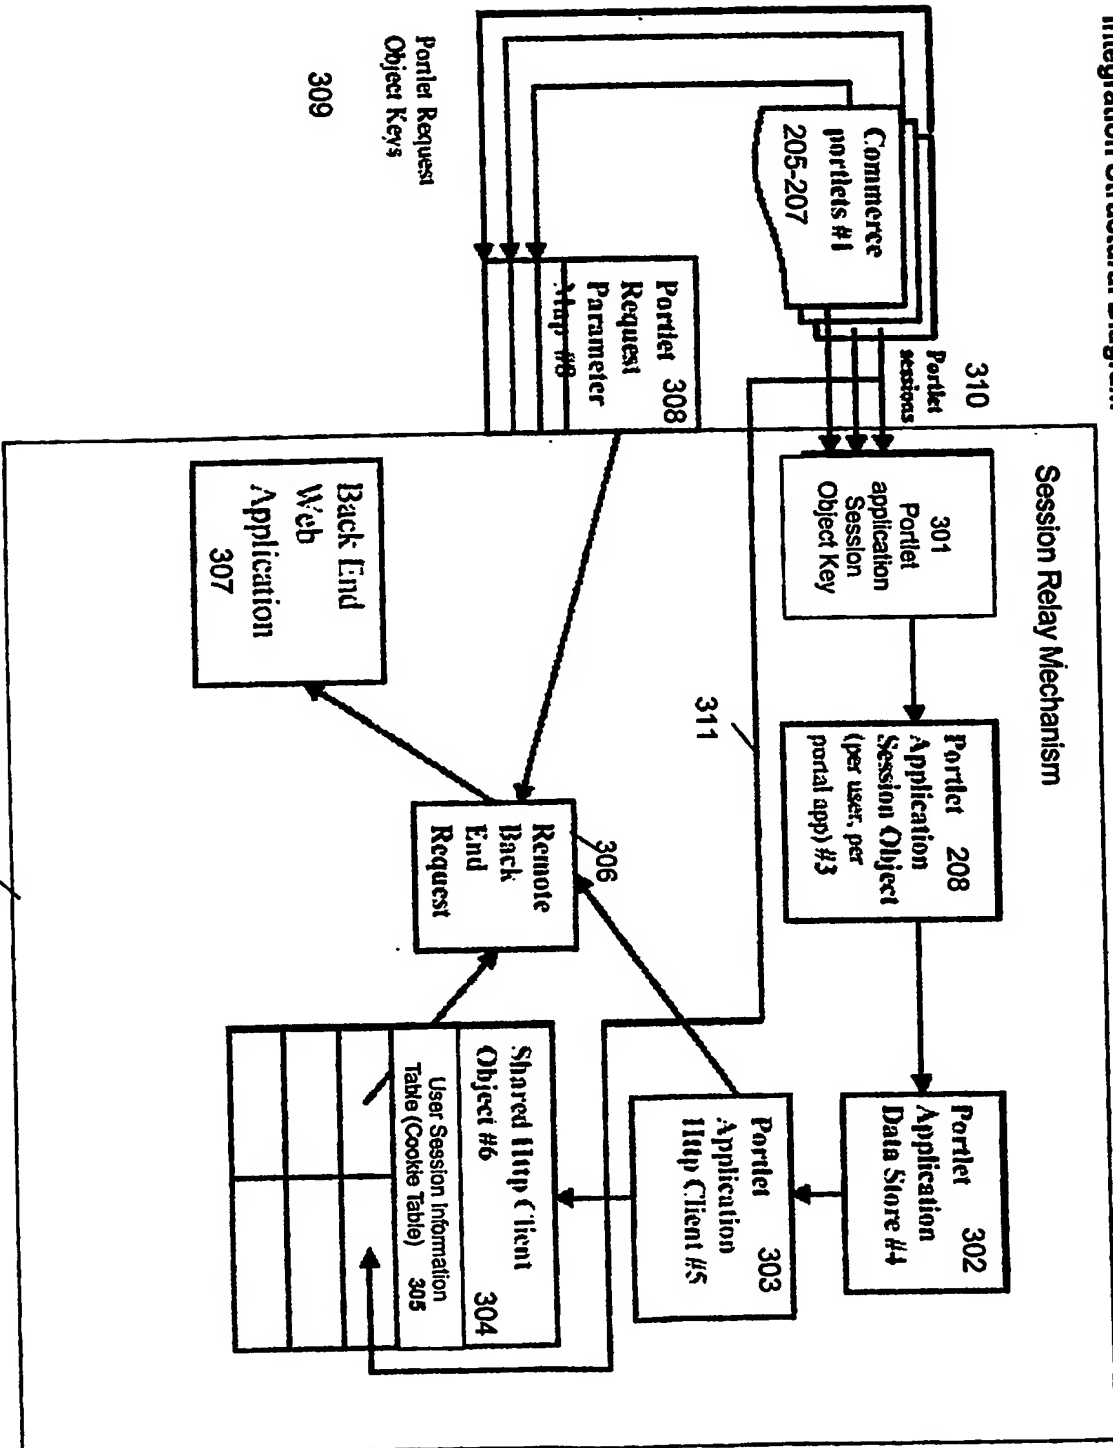 Integration Structural Diagram
Session Relay Mechanism
Commerce
portlets #1
205-207
310
Portlet
sessions
301
Portlet
application
Session
Object Key
Portlet 208
Application
Session Object
(per user, per
portal app) #3
Portlet 302
Application
Data Store #4
311
Portlet 303
Application
Http Client #5
Portlet 308
Request
Parameter
Map #8
Portlet Request
Object Keys
309
306
Remote
Back
End
Request
Shared Http Client
Object #6 304
User Session Information
Table (Cookie Table) 305
Back End
Web
Application
307